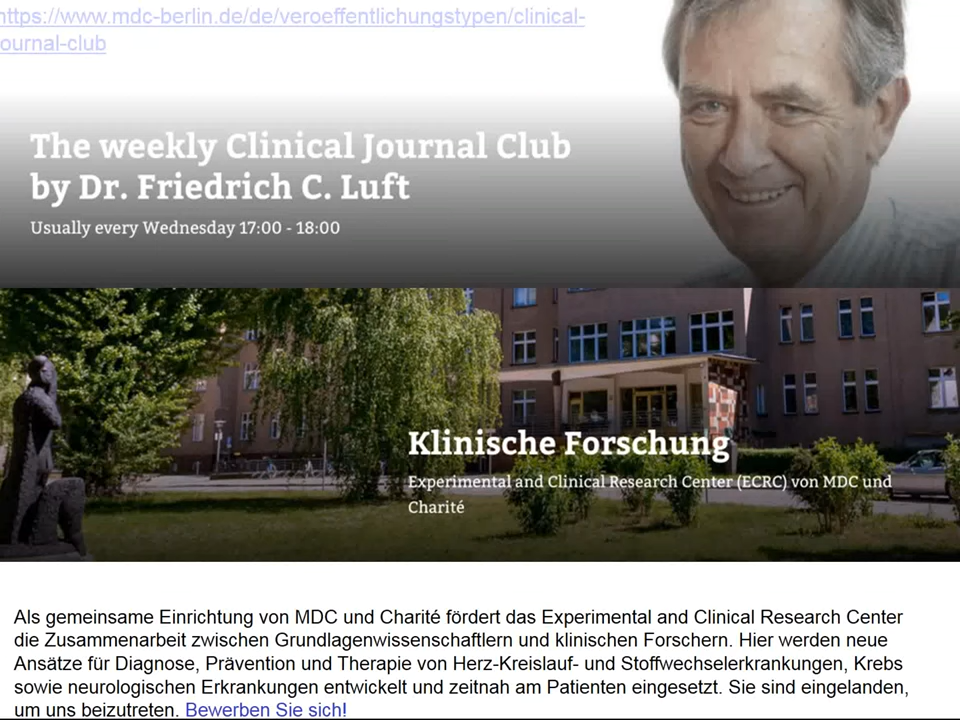 https://www.mdc-berlin.de/de/veroeffentlichungstypen/clinical-
journal-club
The weekly Clinical Journal Club
by Dr. Friedrich C. Luft
Usually every Wednesday 17:00 - 18:00
Klinische Forschung
Experimental and Clinical Research Center (ECRC) von MDC und
Charité
Als gemeinsame Einrichtung von MDC und Charité fördert das Experimental and Clinical Research Center
die Zusammenarbeit zwischen Grundlagenwissenschaftlern und klinischen Forschern. Hier werden neue
Ansätze für Diagnose, Prävention und Therapie von Herz-Kreislauf- und Stoffwechselerkrankungen, Krebs
sowie neurologischen Erkrankungen entwickelt und zeitnah am Patienten eingesetzt. Sie sind eingelanden,
um uns beizutreten. Bewerben Sie sich!